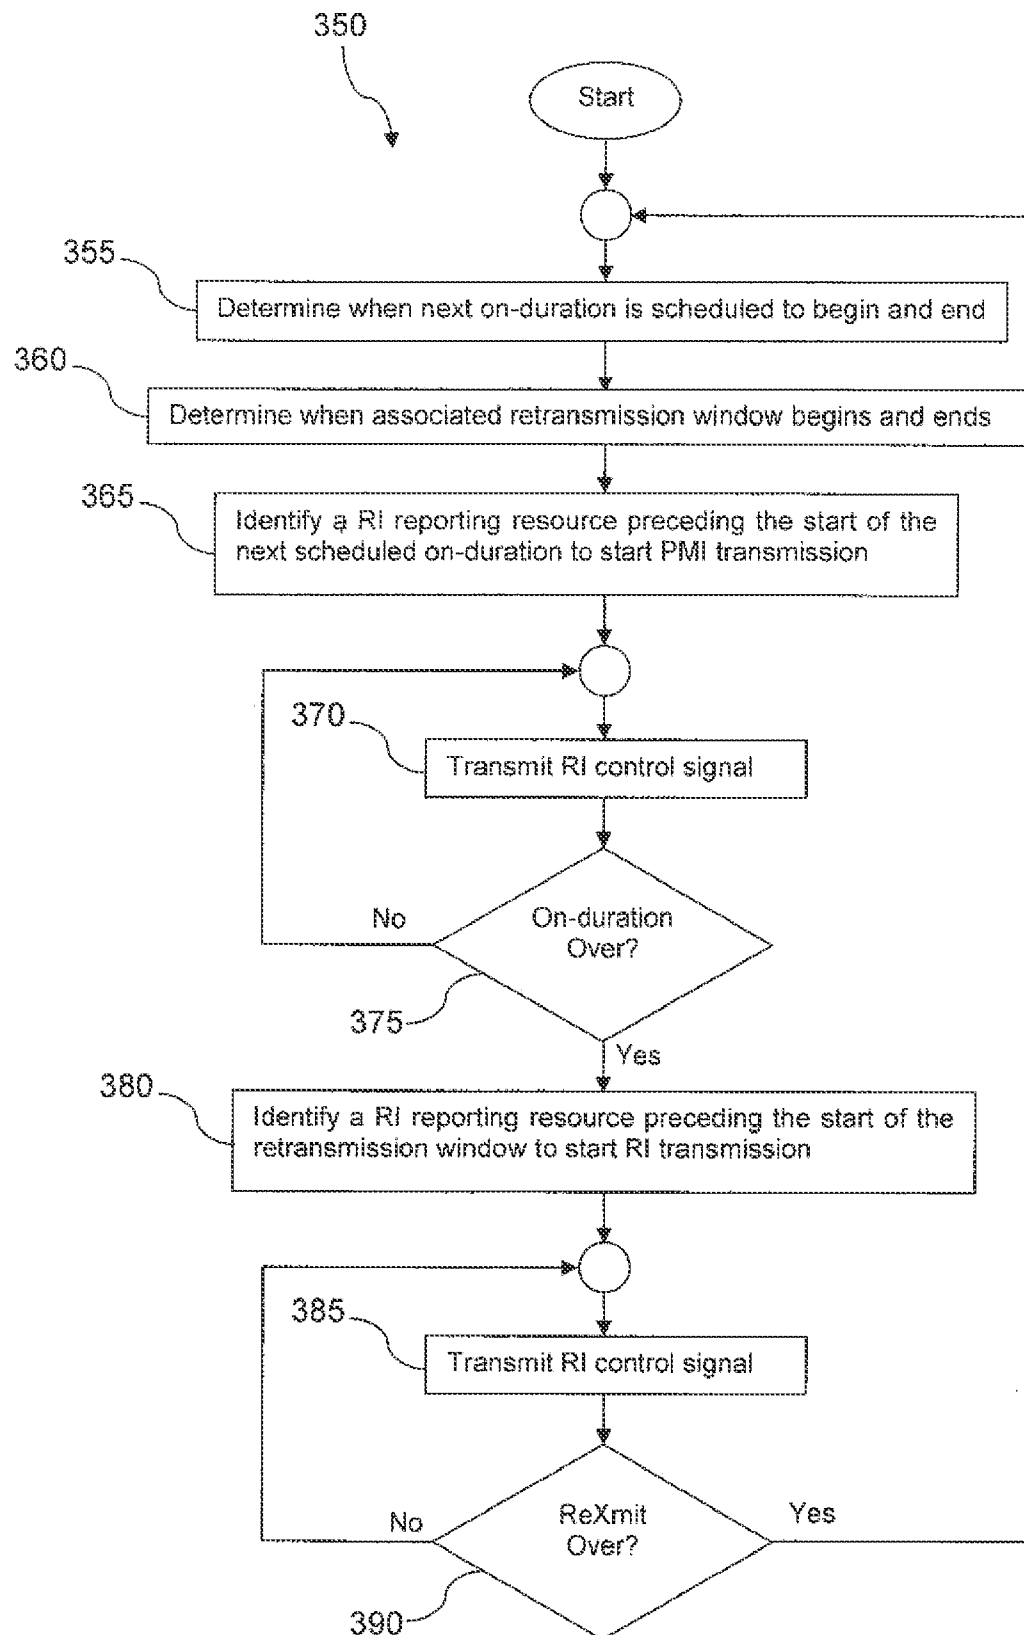 350
Start
355
Determine when next on-duration is scheduled to begin and end
360
Determine when associated retransmission window begins and ends
365
Identify a RI reporting resource preceding the start of the
next scheduled on-duration to start PMI transmission
370
Transmit RI control signal
No
On-duration
Over?
375
Yes
380
Identify a RI reporting resource preceding the start of the
retransmission window to start RI transmission
385
Transmit RI control signal
No
ReXmit
Over?
Yes
390